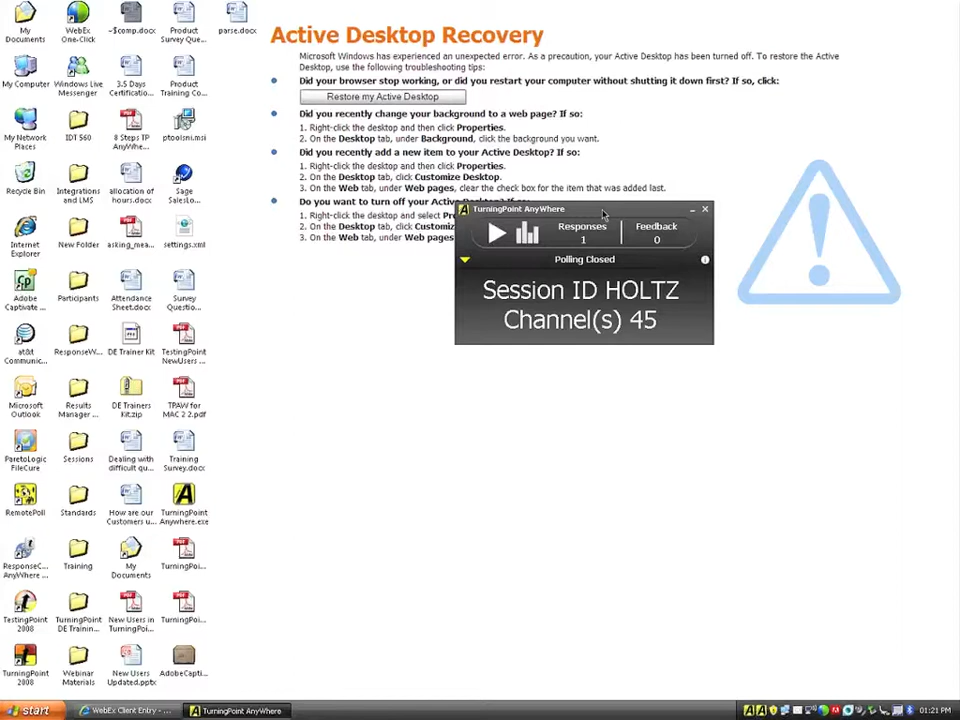 My Documents
WebEx One-Click
~$comp.docx
Product Survey Que...
parse.docx
My Computer
Windows Live Messenger
3.5 Days Certificatio...
Product Training Co...
My Network Places
IDT 560
8 Steps TP AnyWhe...
ptoolsni.msi
Recycle Bin
Integrations and LMS
allocation of hours.docx
Sage SalesLo...
Internet Explorer
New Folder
asking_mea...
settings.xml
Adobe Captivate ...
Participants
Attendance Sheet.docx
Survey Questio...
at&t Communic...
ResponseW...
DE Trainer Kit
TestingPoint NewUsers ...
Microsoft Outlook
Results Manager ...
DE Trainers Kit.zip
TPAW for MAC 2 2.pdf
ParetoLogic FileCure
Sessions
Dealing with difficult qu...
Training Survey.docx
RemotePoll
Standards
How are our Customers u...
TurningPoint Anywhere.exe
ResponseC... AnyWhere ...
Training
My Documents
TurningPoi...
TestingPoint 2008
TurningPoint DE Trainin...
New Users in TurningPoi...
TurningPoi...
TurningPoint 2008
Webinar Materials
New Users Updated.pptx
AdobeCapti...
Active Desktop Recovery
Microsoft Windows has experienced an unexpected error. As a precaution, your Active Desktop has been turned off. To restore the Active
Desktop, use the following troubleshooting tips:
Did your browser stop working, or did you restart your computer without shutting it down first? If so, click:
Restore my Active Desktop
Did you recently change your background to a web page? If so:
1. Right-click the desktop and then click Properties.
2. On the Desktop tab, under Background, click the background you want.
Did you recently add a new item to your Active Desktop? If so:
1. Right-click the desktop and then click Properties.
2. On the Desktop tab, click Customize Desktop.
3. On the Web tab, under Web pages, clear the check box for the item that was added last.
Do you want to turn off your Active Desktop? If so:
1. Right-click the desktop and select Pr
2. On the Desktop tab, click Customiz
3. On the Web tab, under Web pages
TurningPoint AnyWhere
Responses
1
Feedback
0
Polling Closed
Session ID HOLTZ
Channel(s) 45
start
WebEx Client Entry - ...
TurningPoint AnyWhere
01:21 PM